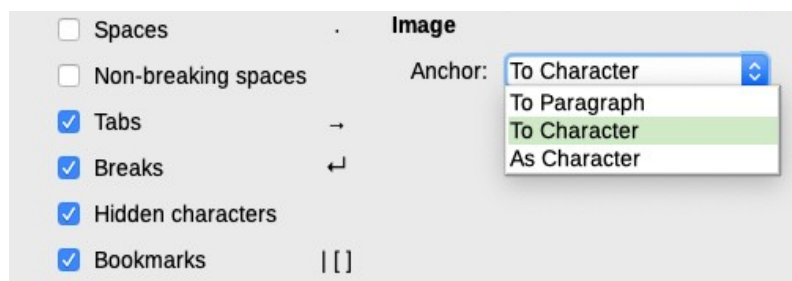 Spaces · Image
Non-breaking spaces Anchor: To Character
To Paragraph
Tabs → To Character
As Character
Breaks ↵
Hidden characters
Bookmarks |[]